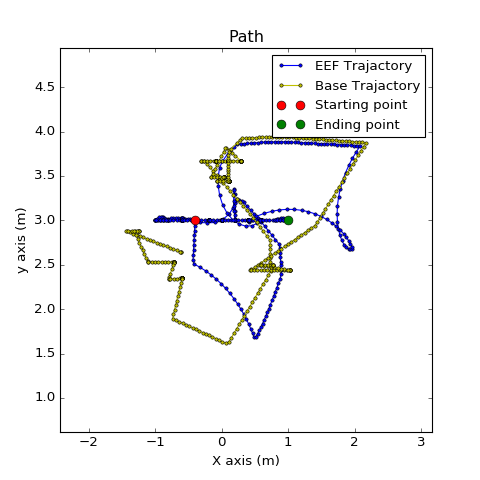 Path
EEF Trajactory
Base Trajactory
Starting point
Ending point
4.5
4.0
3.5
3.0
2.5
2.0
1.5
1.0
y axis (m)
−2 −1 0 1 2 3
X axis (m)